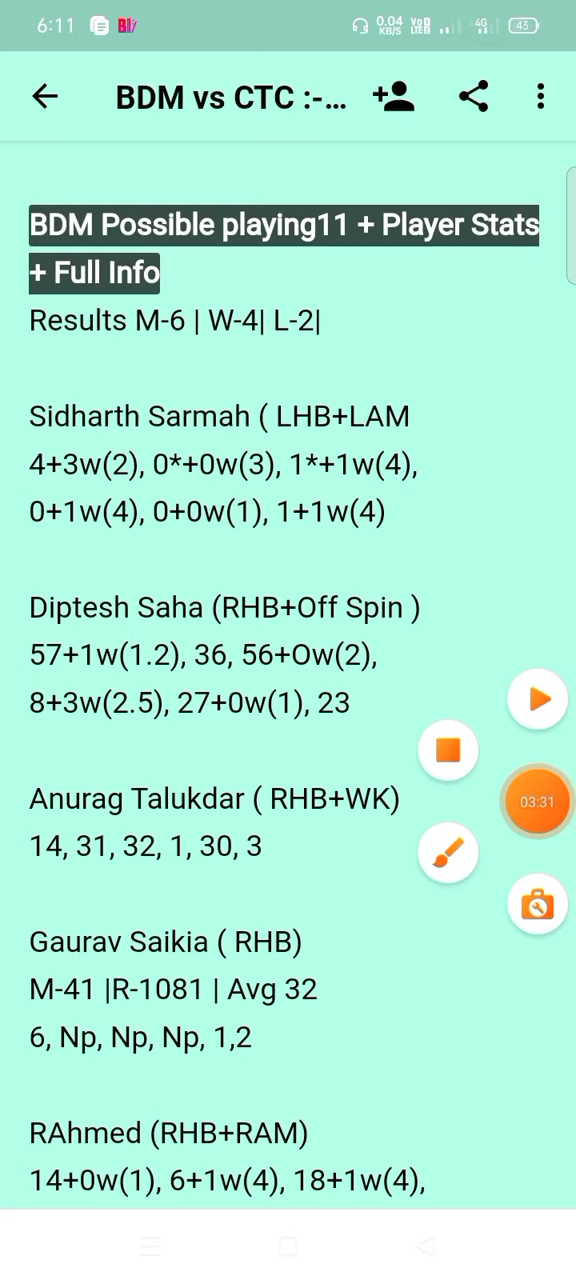 6:11 0.04 KB/S VoD LTEB 4G 43
BDM vs CTC :-...
BDM Possible playing11 + Player Stats
+ Full Info
Results M-6 | W-4| L-2|
Sidharth Sarmah ( LHB+LAM
4+3w(2), 0*+0w(3), 1*+1w(4),
0+1w(4), 0+0w(1), 1+1w(4)
Diptesh Saha (RHB+Off Spin )
57+1w(1.2), 36, 56+Ow(2),
8+3w(2.5), 27+0w(1), 23
03:31
Anurag Talukdar ( RHB+WK)
14, 31, 32, 1, 30, 3
Gaurav Saikia ( RHB)
M-41 |R-1081 | Avg 32
6, Np, Np, Np, 1,2
RAhmed (RHB+RAM)
14+0w(1), 6+1w(4), 18+1w(4),